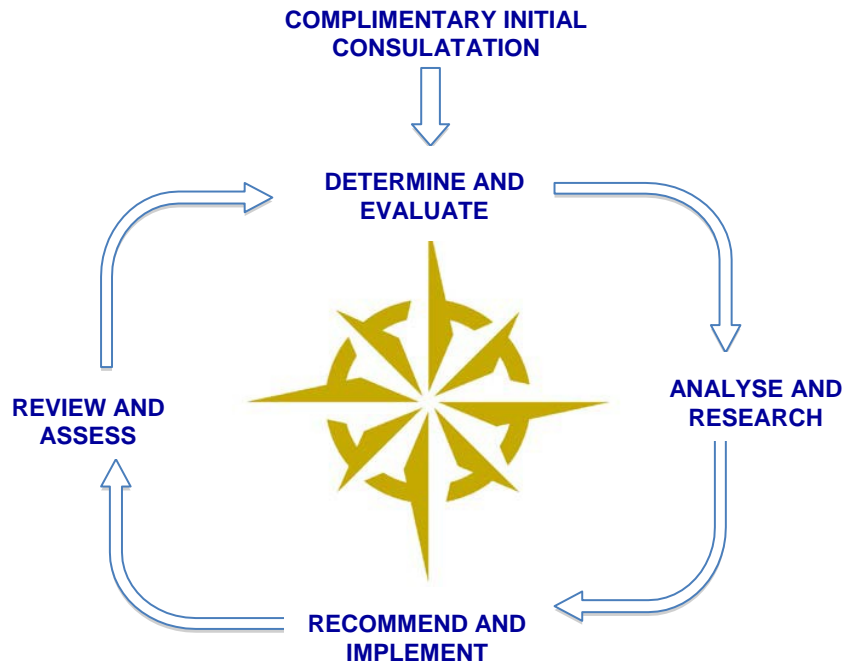 COMPLIMENTARY INITIAL
CONSULATATION
DETERMINE AND
EVALUATE
ANALYSE AND
RESEARCH
RECOMMEND AND
IMPLEMENT
REVIEW AND
ASSESS